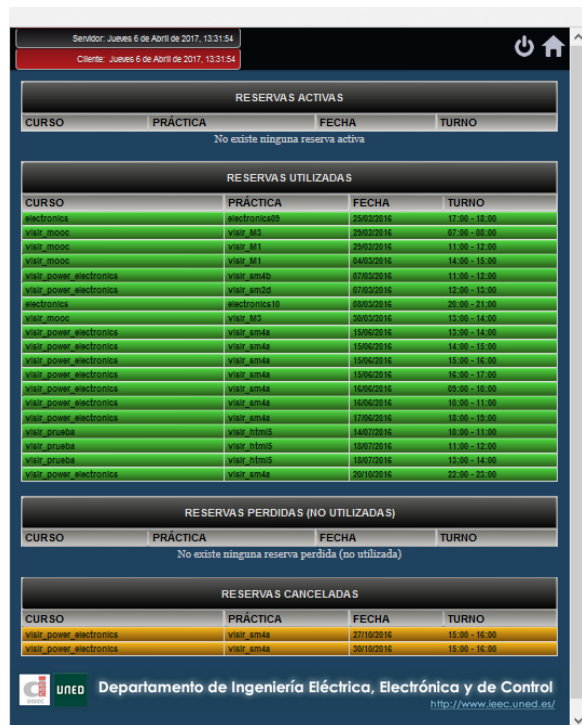 Servidor: Jueves 6 de Abril de 2017, 13:31:54
Cliente: Jueves 6 de Abril de 2017, 13:31:54
RESERVAS ACTIVAS
CURSO PRÁCTICA FECHA TURNO
No existe ninguna reserva activa
RESERVAS UTILIZADAS
CURSO PRÁCTICA FECHA TURNO
electronics electronics09 25/02/2016 17:00 - 18:00
visir_mooc visir_M3 29/02/2016 07:00 - 08:00
visir_mooc visir_M1 29/02/2016 11:00 - 12:00
visir_mooc visir_M1 04/03/2016 14:00 - 15:00
visir_power_electronics visir_sm4b 07/03/2016 11:00 - 12:00
visir_power_electronics visir_sm2d 07/03/2016 12:00 - 13:00
electronics electronics10 08/03/2016 20:00 - 21:00
visir_mooc visir_M3 30/03/2016 13:00 - 14:00
visir_power_electronics visir_sm4a 15/06/2016 13:00 - 14:00
visir_power_electronics visir_sm4a 15/06/2016 14:00 - 15:00
visir_power_electronics visir_sm4a 15/06/2016 15:00 - 16:00
visir_power_electronics visir_sm4a 15/06/2016 16:00 - 17:00
visir_power_electronics visir_sm4a 16/06/2016 09:00 - 10:00
visir_power_electronics visir_sm4a 16/06/2016 10:00 - 11:00
visir_power_electronics visir_sm4a 17/06/2016 18:00 - 19:00
visir_prueba visir_html5 14/07/2016 10:00 - 11:00
visir_prueba visir_html5 18/07/2016 11:00 - 12:00
visir_prueba visir_html5 18/07/2016 13:00 - 14:00
visir_power_electronics visir_sm4a 20/10/2016 22:00 - 23:00
RESERVAS PERDIDAS (NO UTILIZADAS)
CURSO PRÁCTICA FECHA TURNO
No existe ninguna reserva perdida (no utilizada)
RESERVAS CANCELADAS
CURSO PRÁCTICA FECHA TURNO
visir_power_electronics visir_sm4a 27/10/2016 15:00 - 16:00
visir_power_electronics visir_sm4a 30/10/2016 15:00 - 16:00
UNED Departamento de Ingeniería Eléctrica, Electrónica y de Control
http://www.ieec.uned.es/